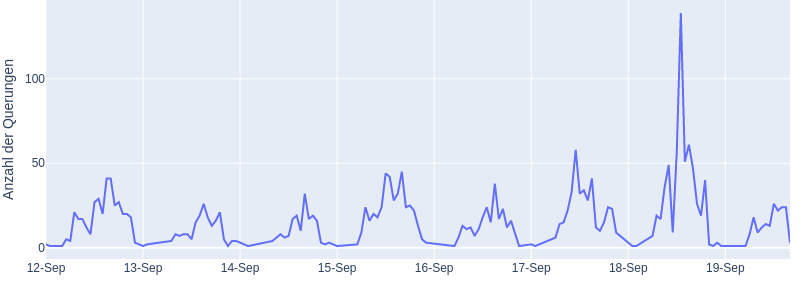 Anzahl der Querungen
100
50
0
12-Sep
13-Sep
14-Sep
15-Sep
16-Sep
17-Sep
18-Sep
19-Sep